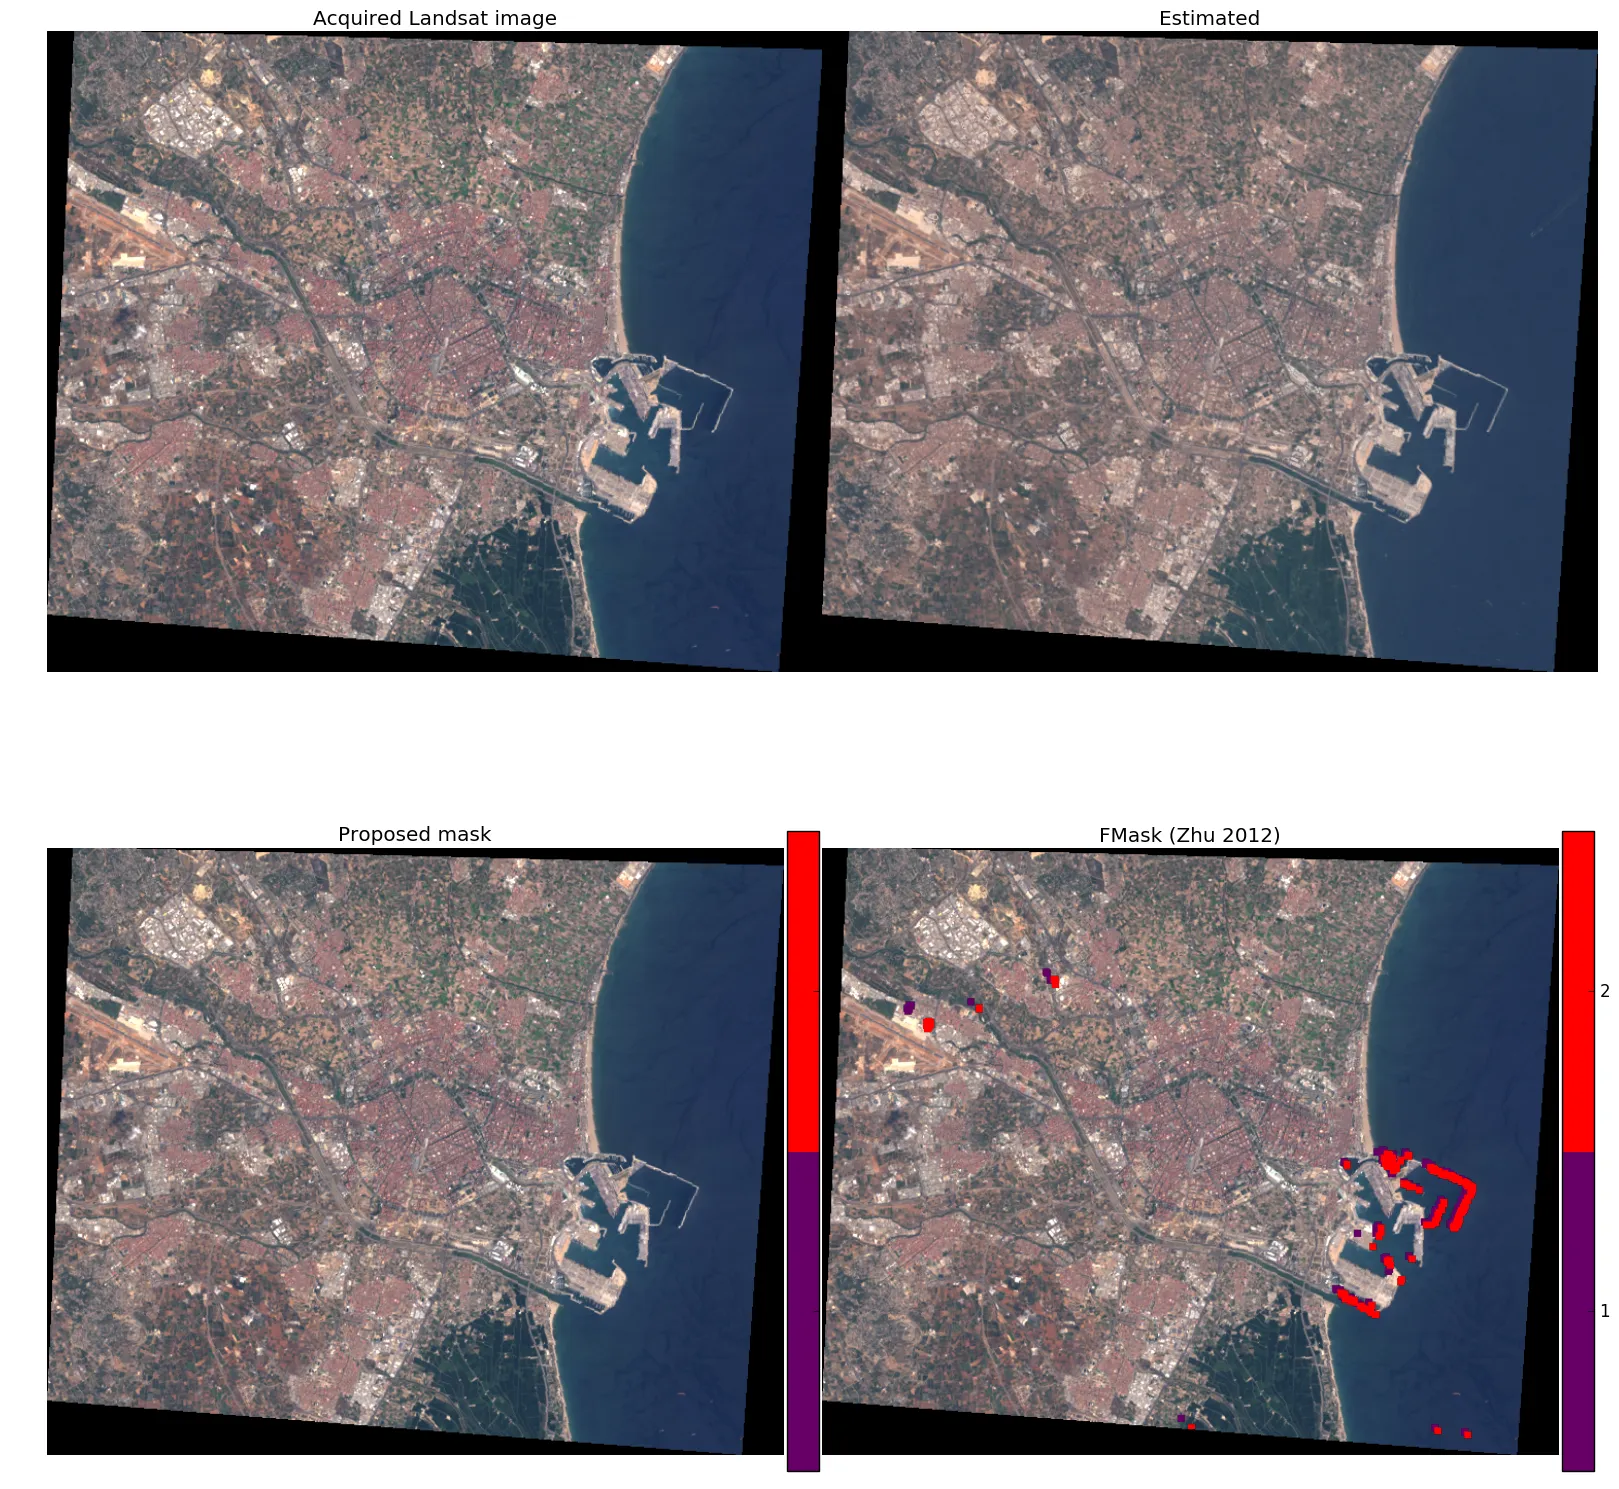 Acquired Landsat image
Estimated
Proposed mask
FMask (Zhu 2012)
2
1